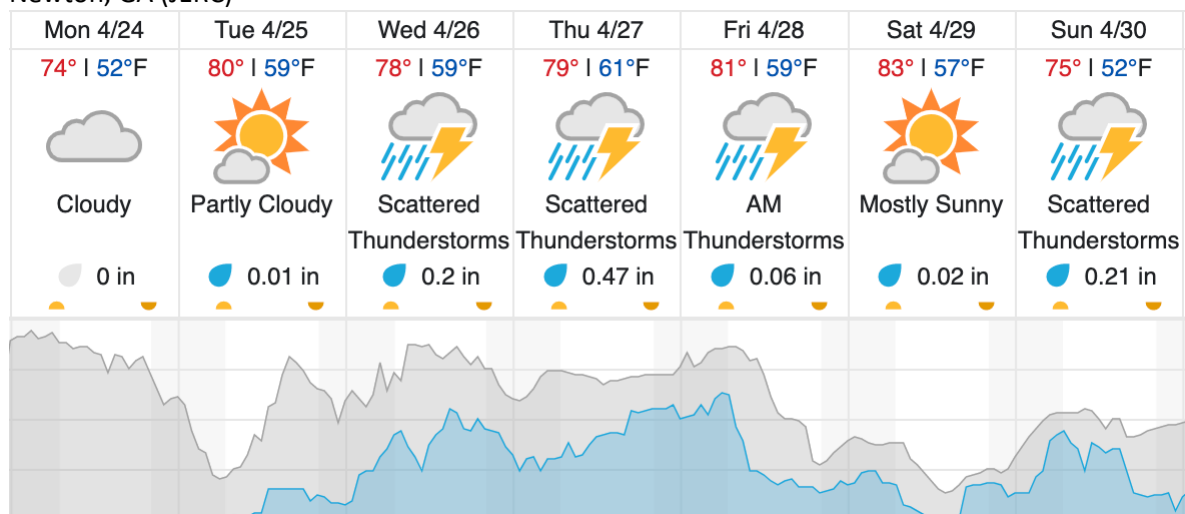 Newton, GA
Mon 4/24 Tue 4/25 Wed 4/26 Thu 4/27 Fri 4/28 Sat 4/29 Sun 4/30
74° | 52°F 80° | 59°F 78° | 59°F 79° | 61°F 81° | 59°F 83° | 57°F 75° | 52°F
Cloudy Partly Cloudy Scattered Scattered AM Mostly Sunny Scattered
Thunderstorms Thunderstorms Thunderstorms Thunderstorms
0 in 0.01 in 0.2 in 0.47 in 0.06 in 0.02 in 0.21 in